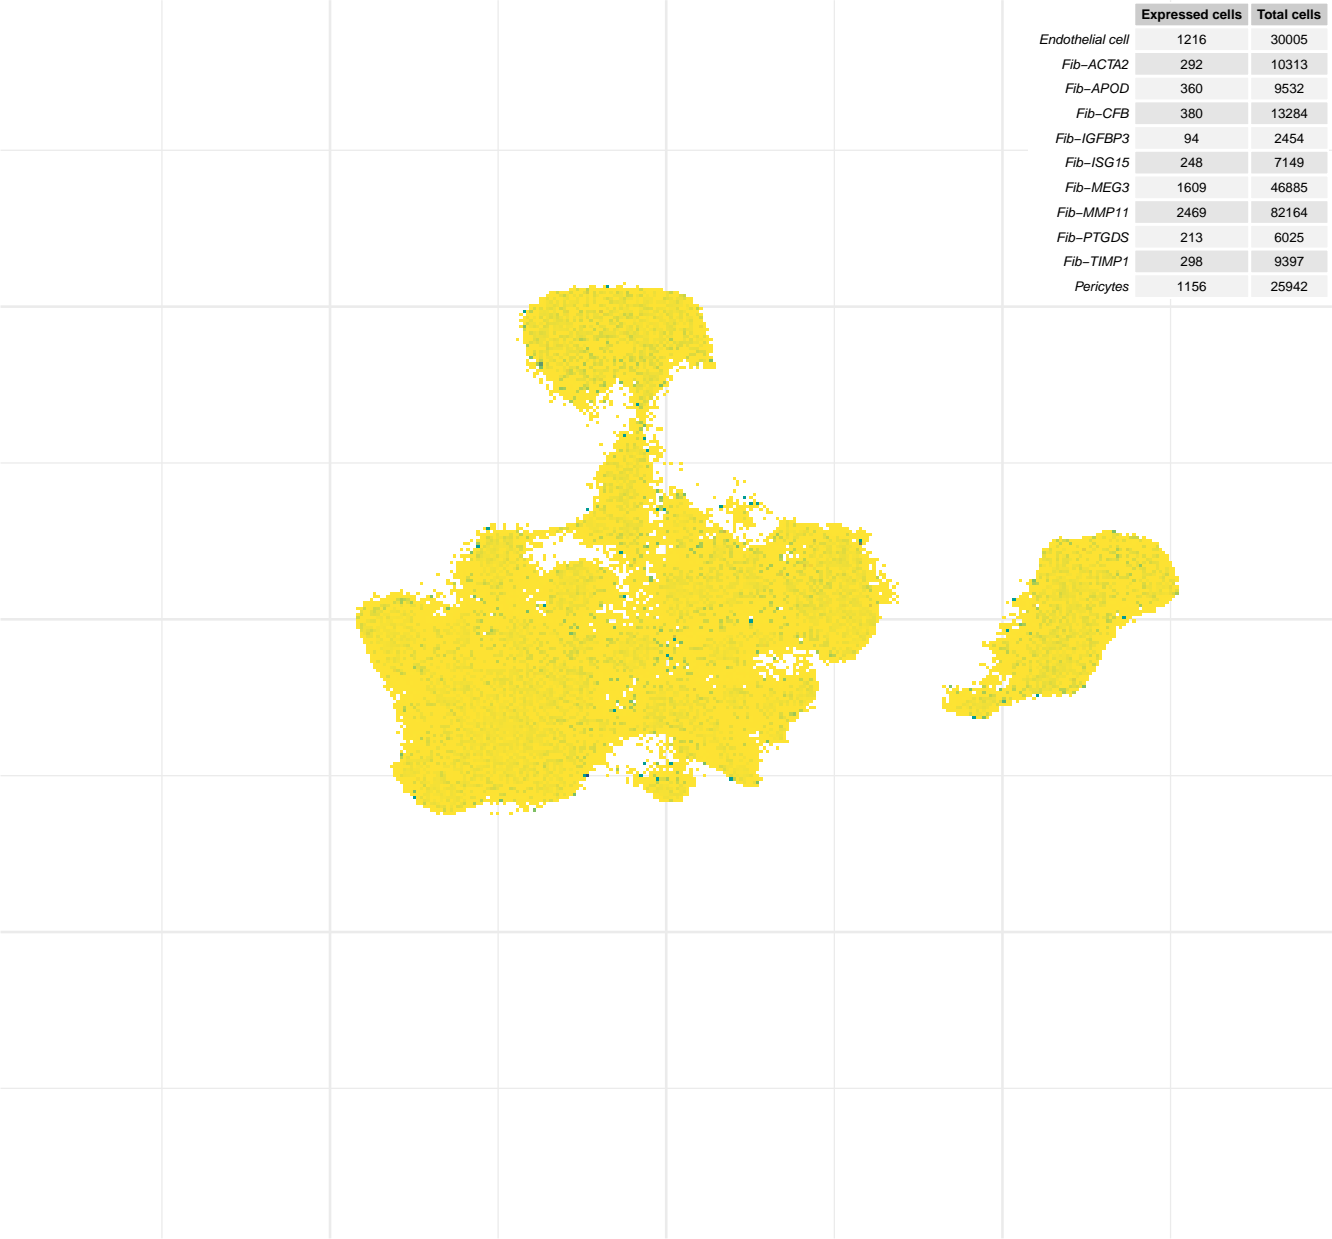 Expressed cells Total cells
Endothelial cell 1216 30005
Fib−ACTA2 292 10313
Fib−APOD 360 9532
Fib−CFB 380 13284
Fib−IGFBP3 94 2454
Fib−ISG15 248 7149
Fib−MEG3 1609 46885
Fib−MMP11 2469 82164
Fib−PTGDS 213 6025
Fib−TIMP1 298 9397
Pericytes 1156 25942